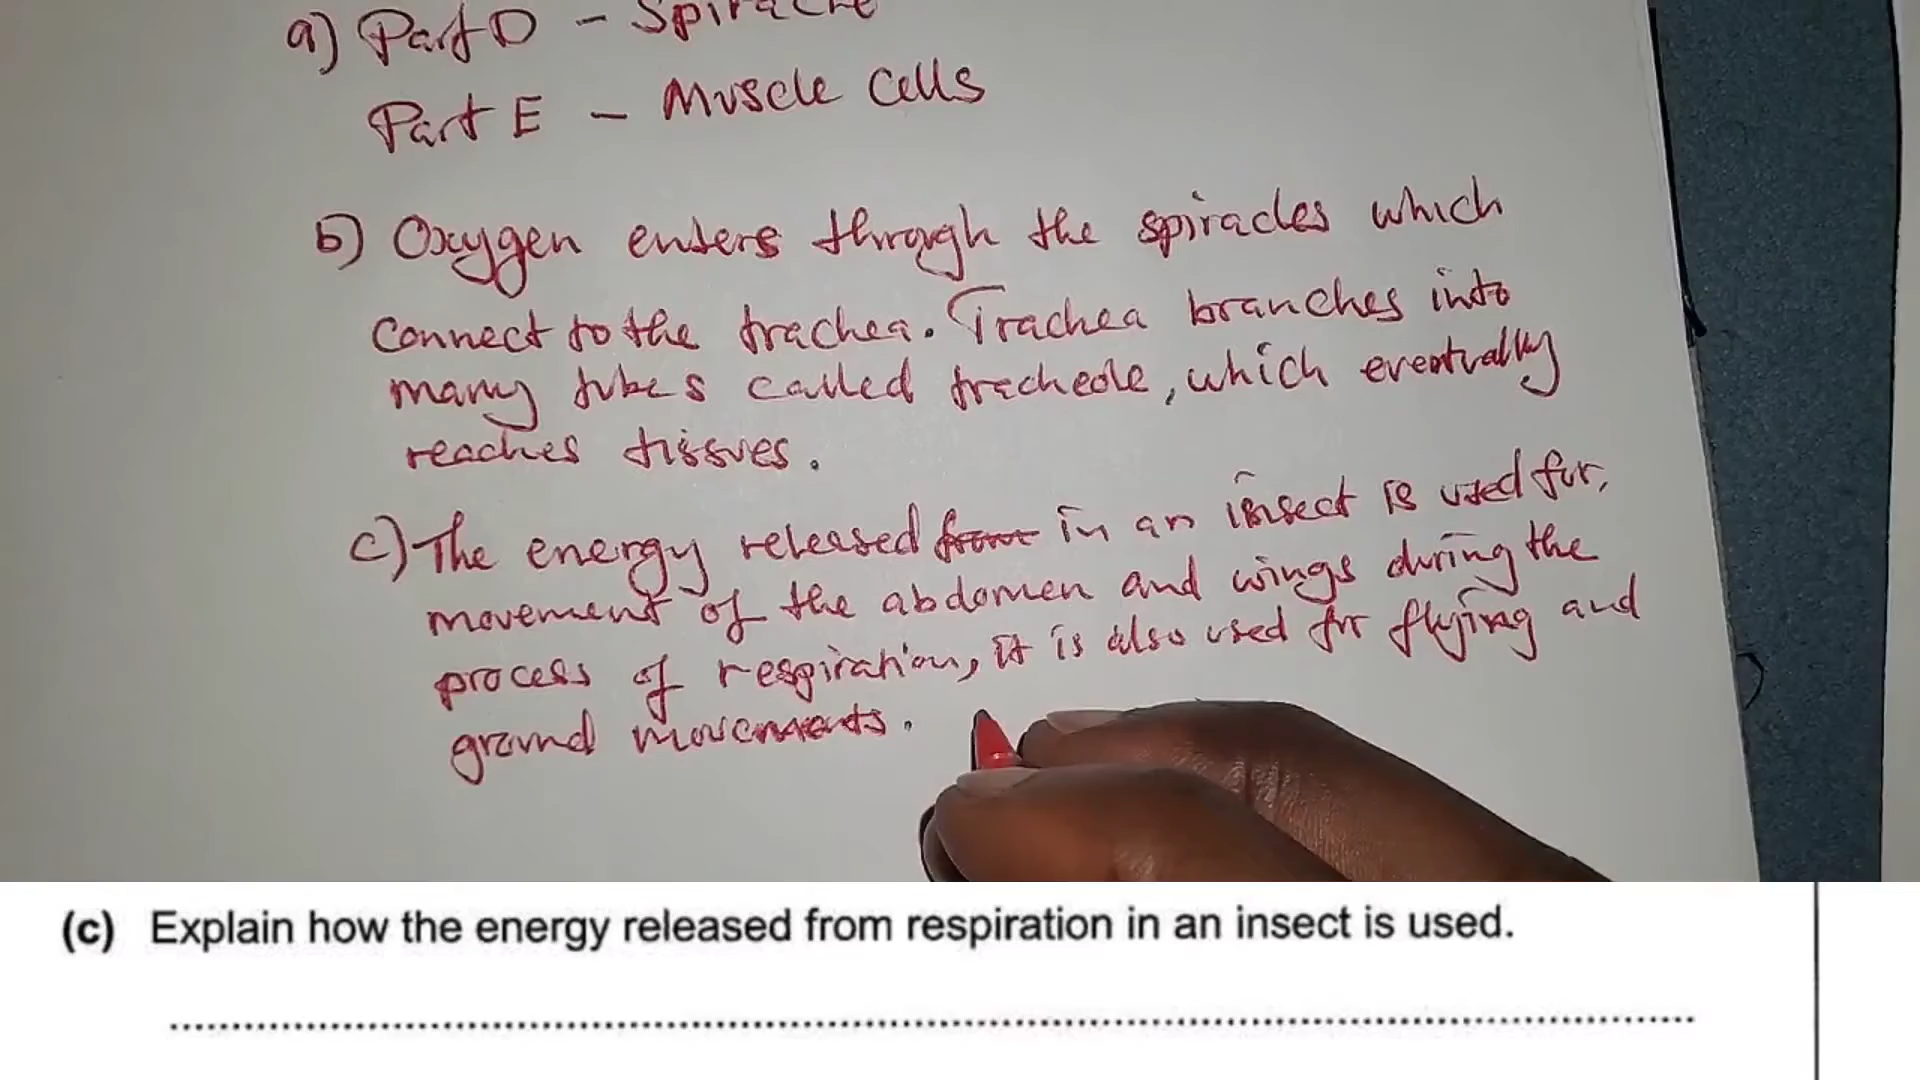 a) Part D - Spiracle
Part E - Muscle Cells
b) Oxygen enters through the spiracles which
connect to the trachea. Trachea branches into
many tubes called tracheole, which eventually
reaches tissues.
c) The energy released from in an insect is used for,
movement of the abdomen and wings during the
process of respiration, it is also used for flying and
ground movements.
(c) Explain how the energy released from respiration in an insect is used.